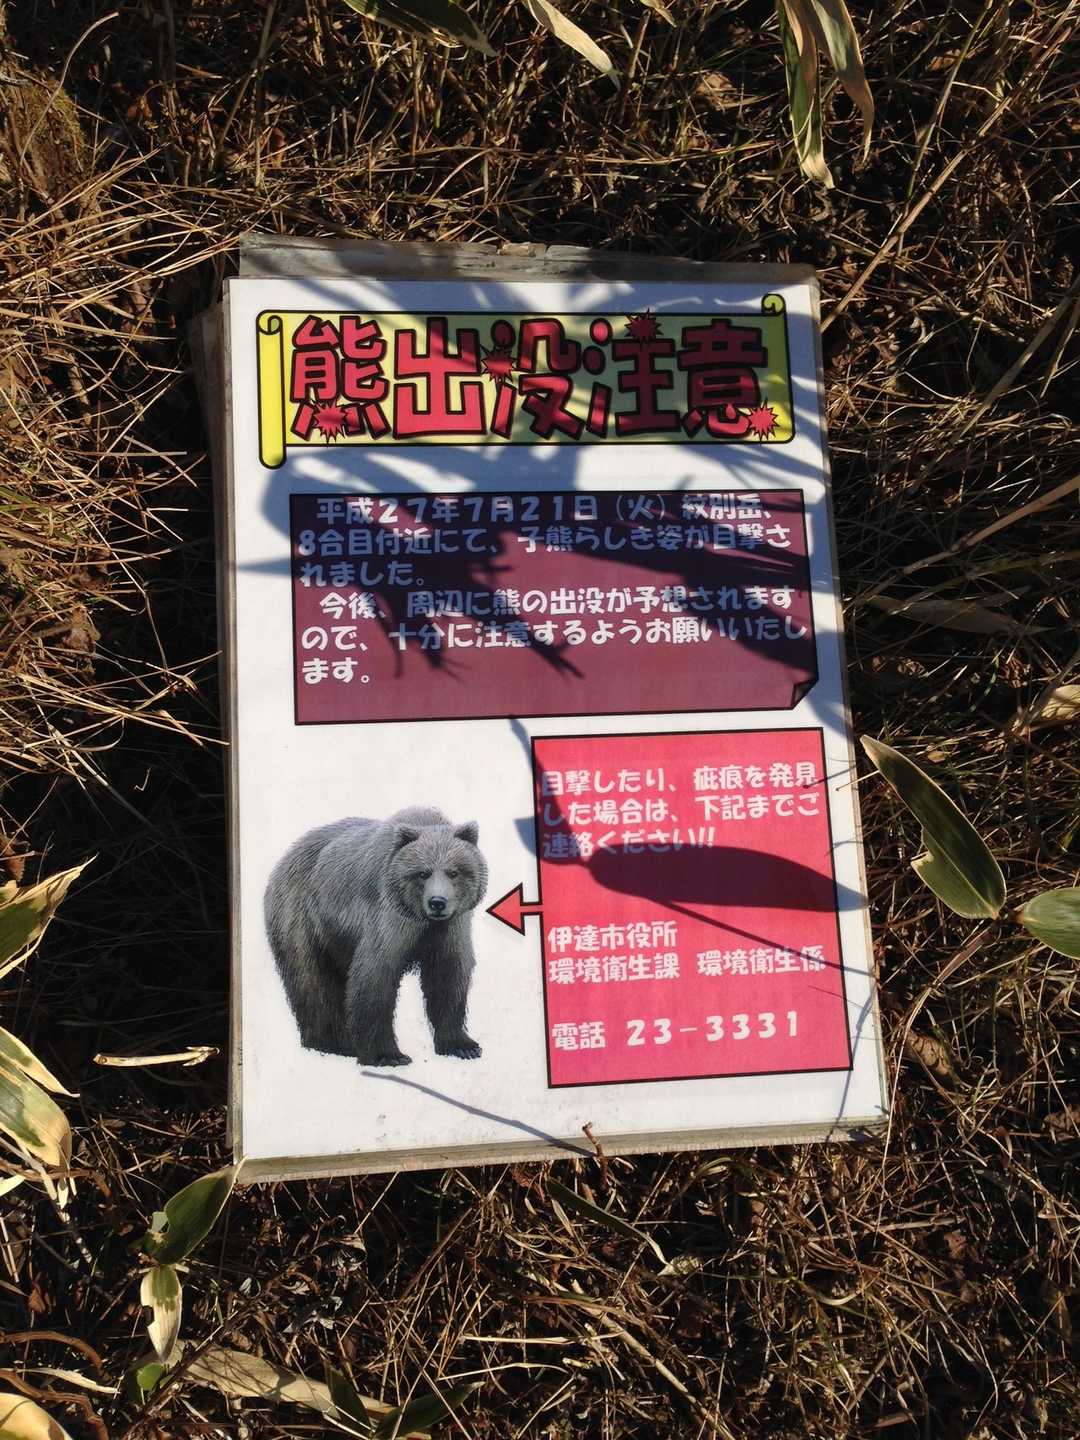 熊出没注意
平成27年7月21日（火）紋別岳、
8合目付近にて、子熊らしき姿が目撃さ
れました。
今後、周辺に熊の出没が予想されます
ので、十分に注意するようお願いいたし
ます。
目撃したり、疵痕を発見
した場合は、下記までご
連絡ください!!
伊達市役所
環境衛生課 環境衛生係
電話 23-3331